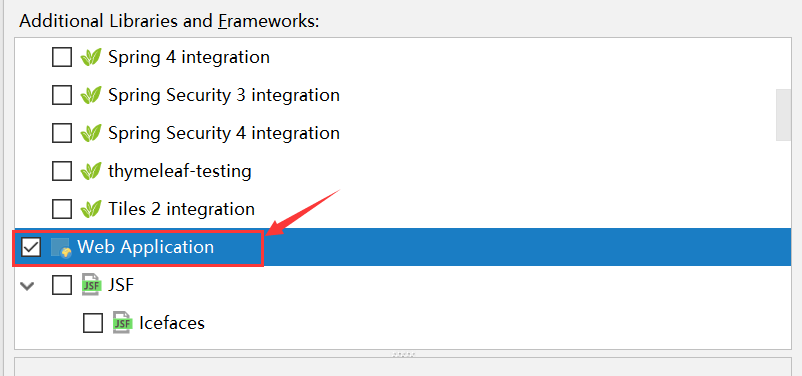 Additional Libraries and Frameworks:
Spring 4 integration
Spring Security 3 integration
Spring Security 4 integration
thymeleaf-testing
Tiles 2 integration
Web Application
JSF JSF
JSF Icefaces